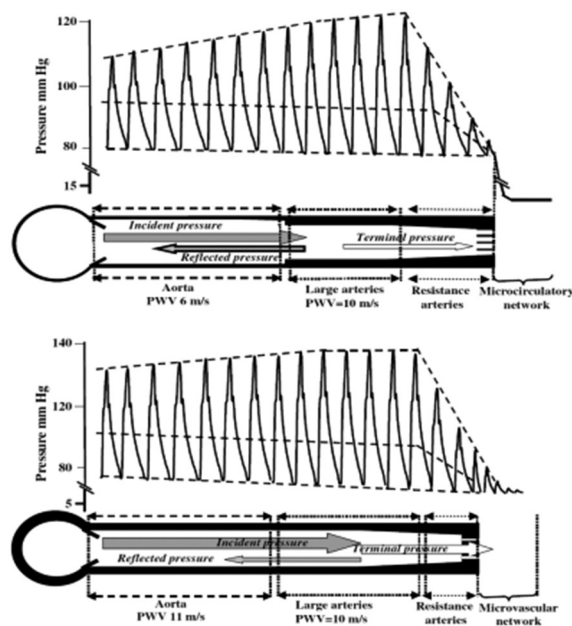 120
100
80
15
Pressure mm Hg
Incident pressure
Terminal pressure
Reflected pressure
Aorta
PWV 6 m/s
Large arteries
PWV=10 m/s
Resistance
arteries
Microcirculatory
network
140
120
80
5
Pressure mm Hg
Incident pressure
Terminal pressure
Reflected pressure
Aorta
PWV 11 m/s
Large arteries
PWV=10 m/s
Resistance
arteries
Microvascular
network